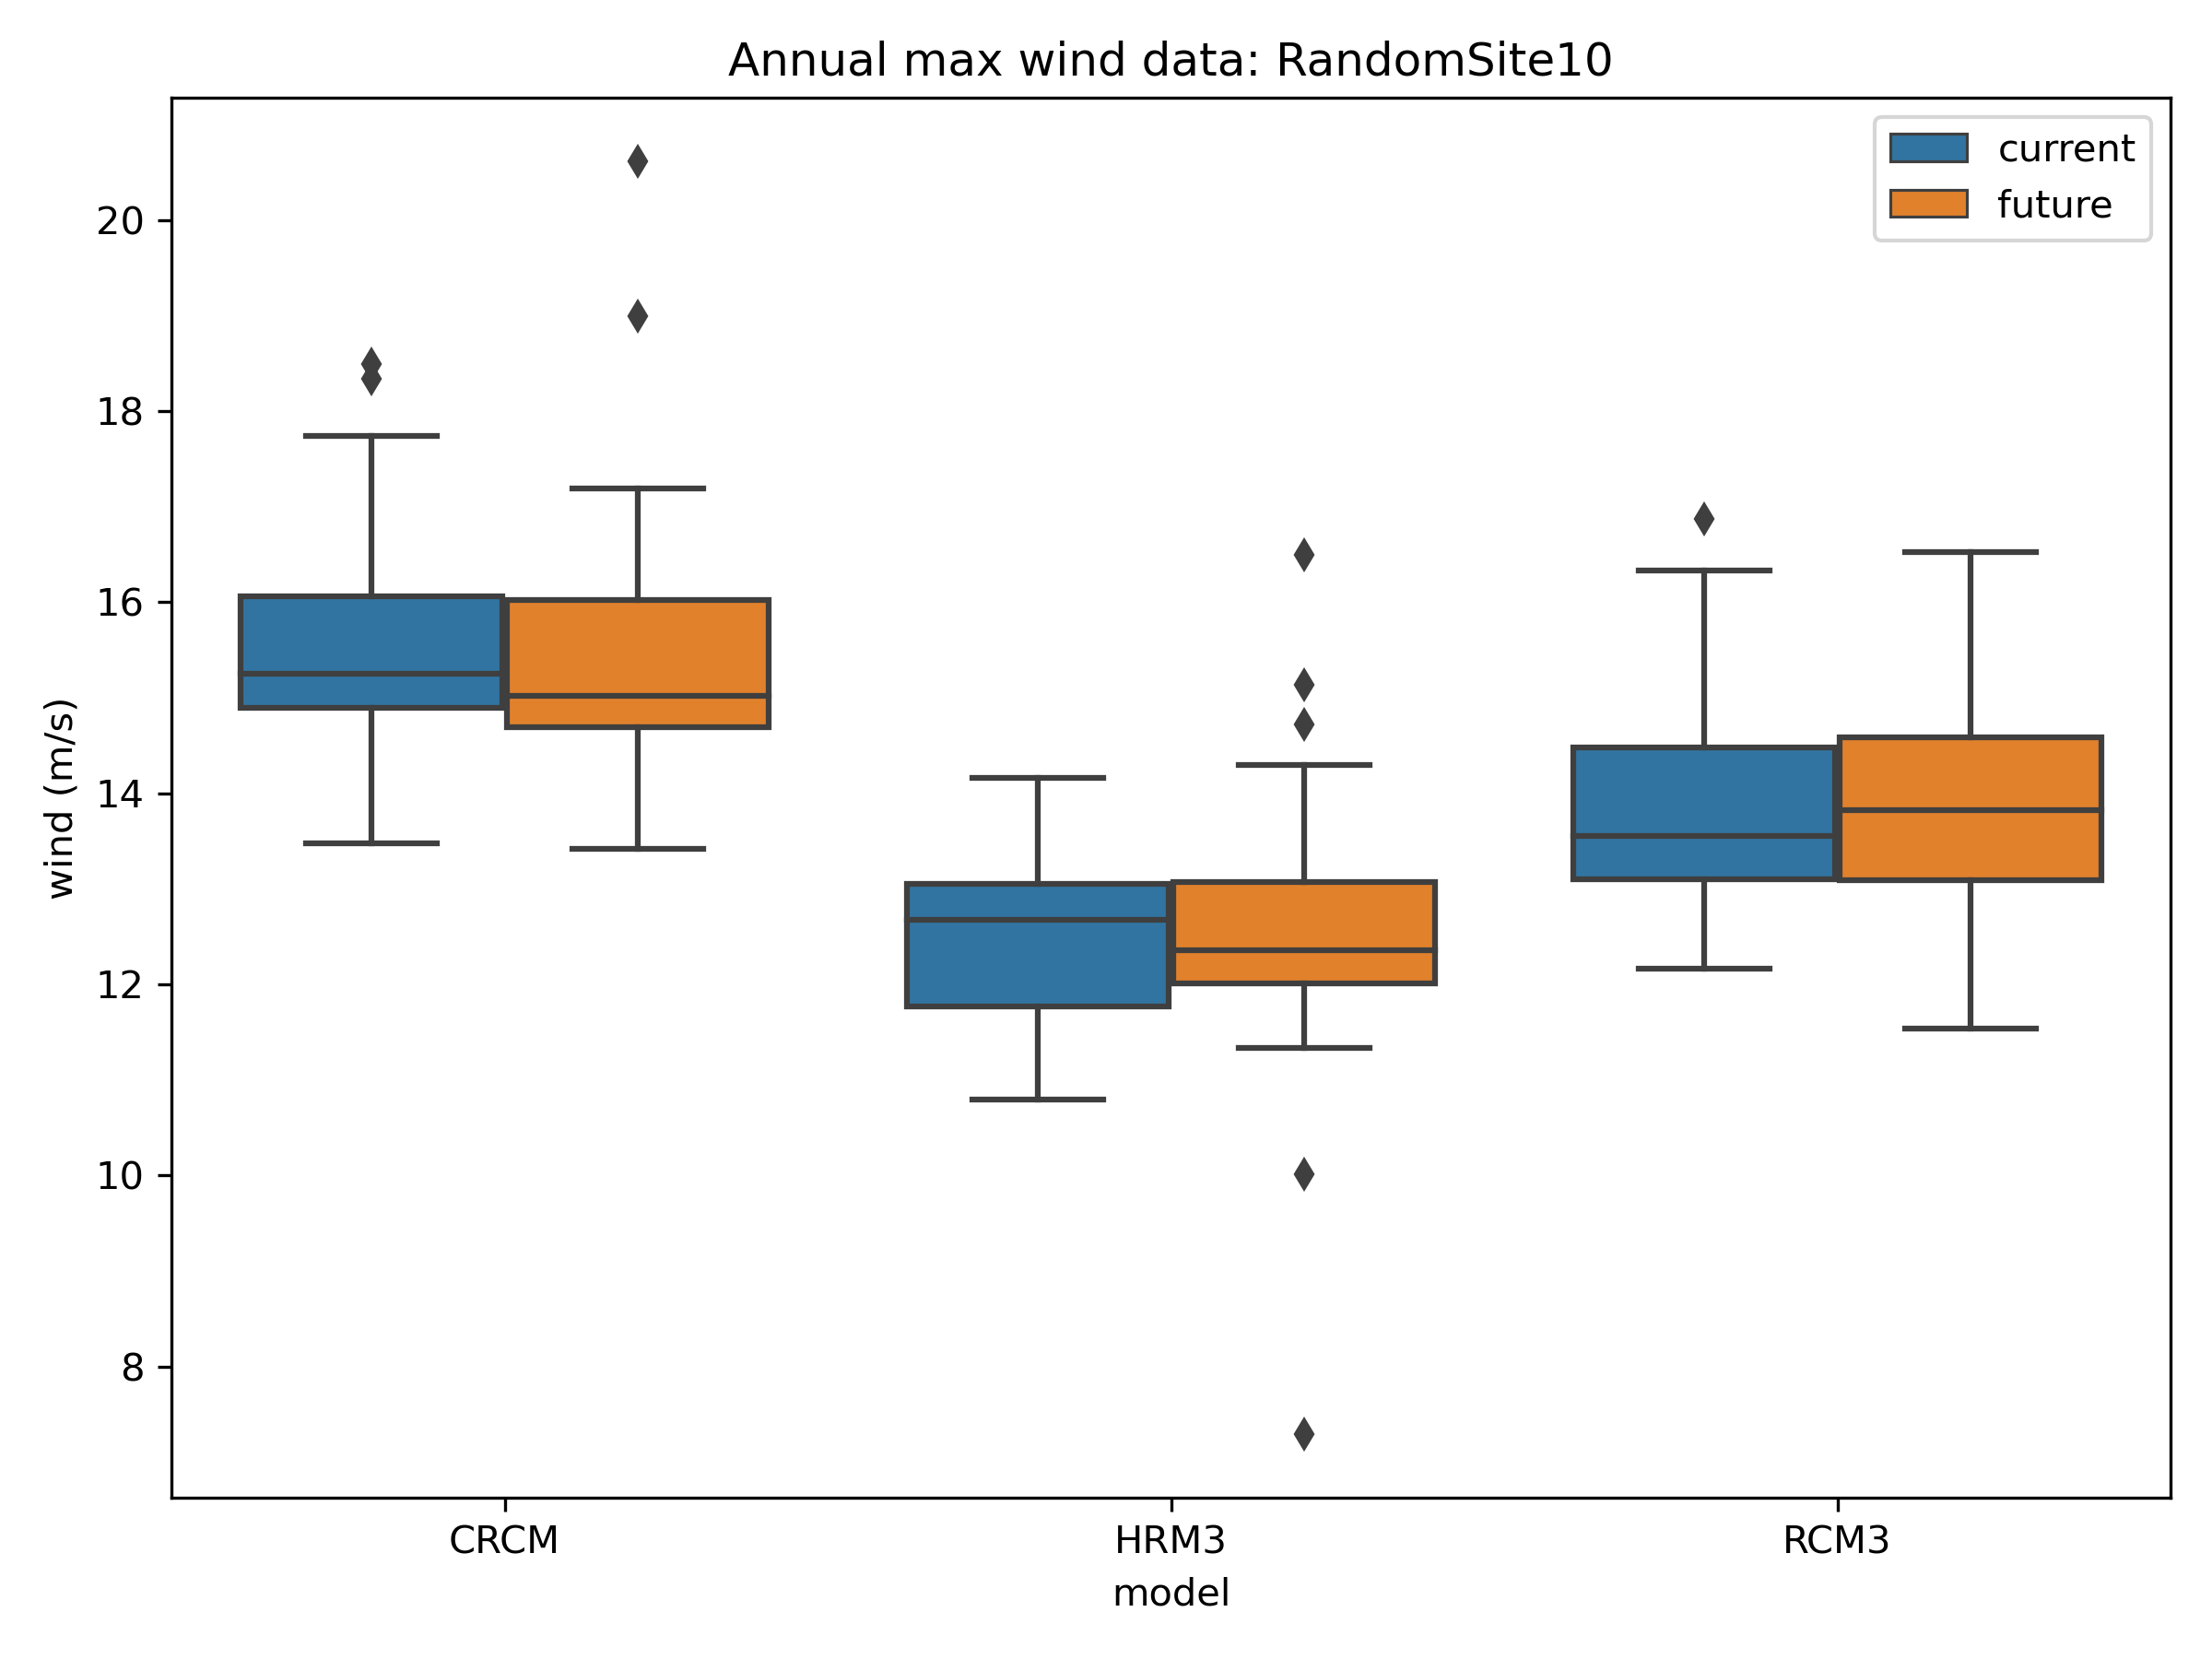 Annual max wind data: RandomSite10
current
future
20
18
16
14
12
10
8
wind (m/s)
CRCM
HRM3
RCM3
model